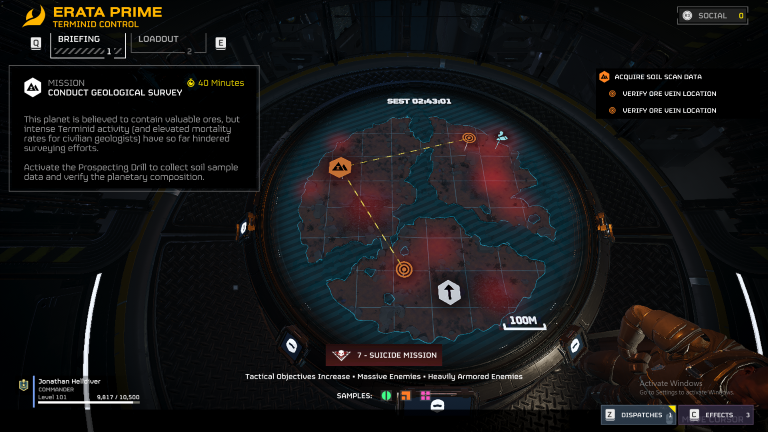 ERATA PRIME
TERMINID CONTROL
Q
BRIEFING
1
LOADOUT
2
E
SOCIAL 0
MISSION
40 Minutes
CONDUCT GEOLOGICAL SURVEY
This planet is believed to contain valuable ores, but
intense Terminid activity (and elevated mortality
rates for civilian geologists) have so far hindered
surveying efforts.
Activate the Prospecting Drill to collect soil sample
data and verify the planetary composition.
ACQUIRE SOIL SCAN DATA
VERIFY ORE VEIN LOCATION
VERIFY ORE VEIN LOCATION
SEST 02:43:01
100M
7 - SUICIDE MISSION
Tactical Objectives Increase • Massive Enemies • Heavily Armored Enemies
SAMPLES:
Jonathan Helldiver
COMMANDER
Level 101
9,817 / 10,500
Activate Windows
Go to Settings to activate Windows.
Z DISPATCHES 1
C EFFECTS 3